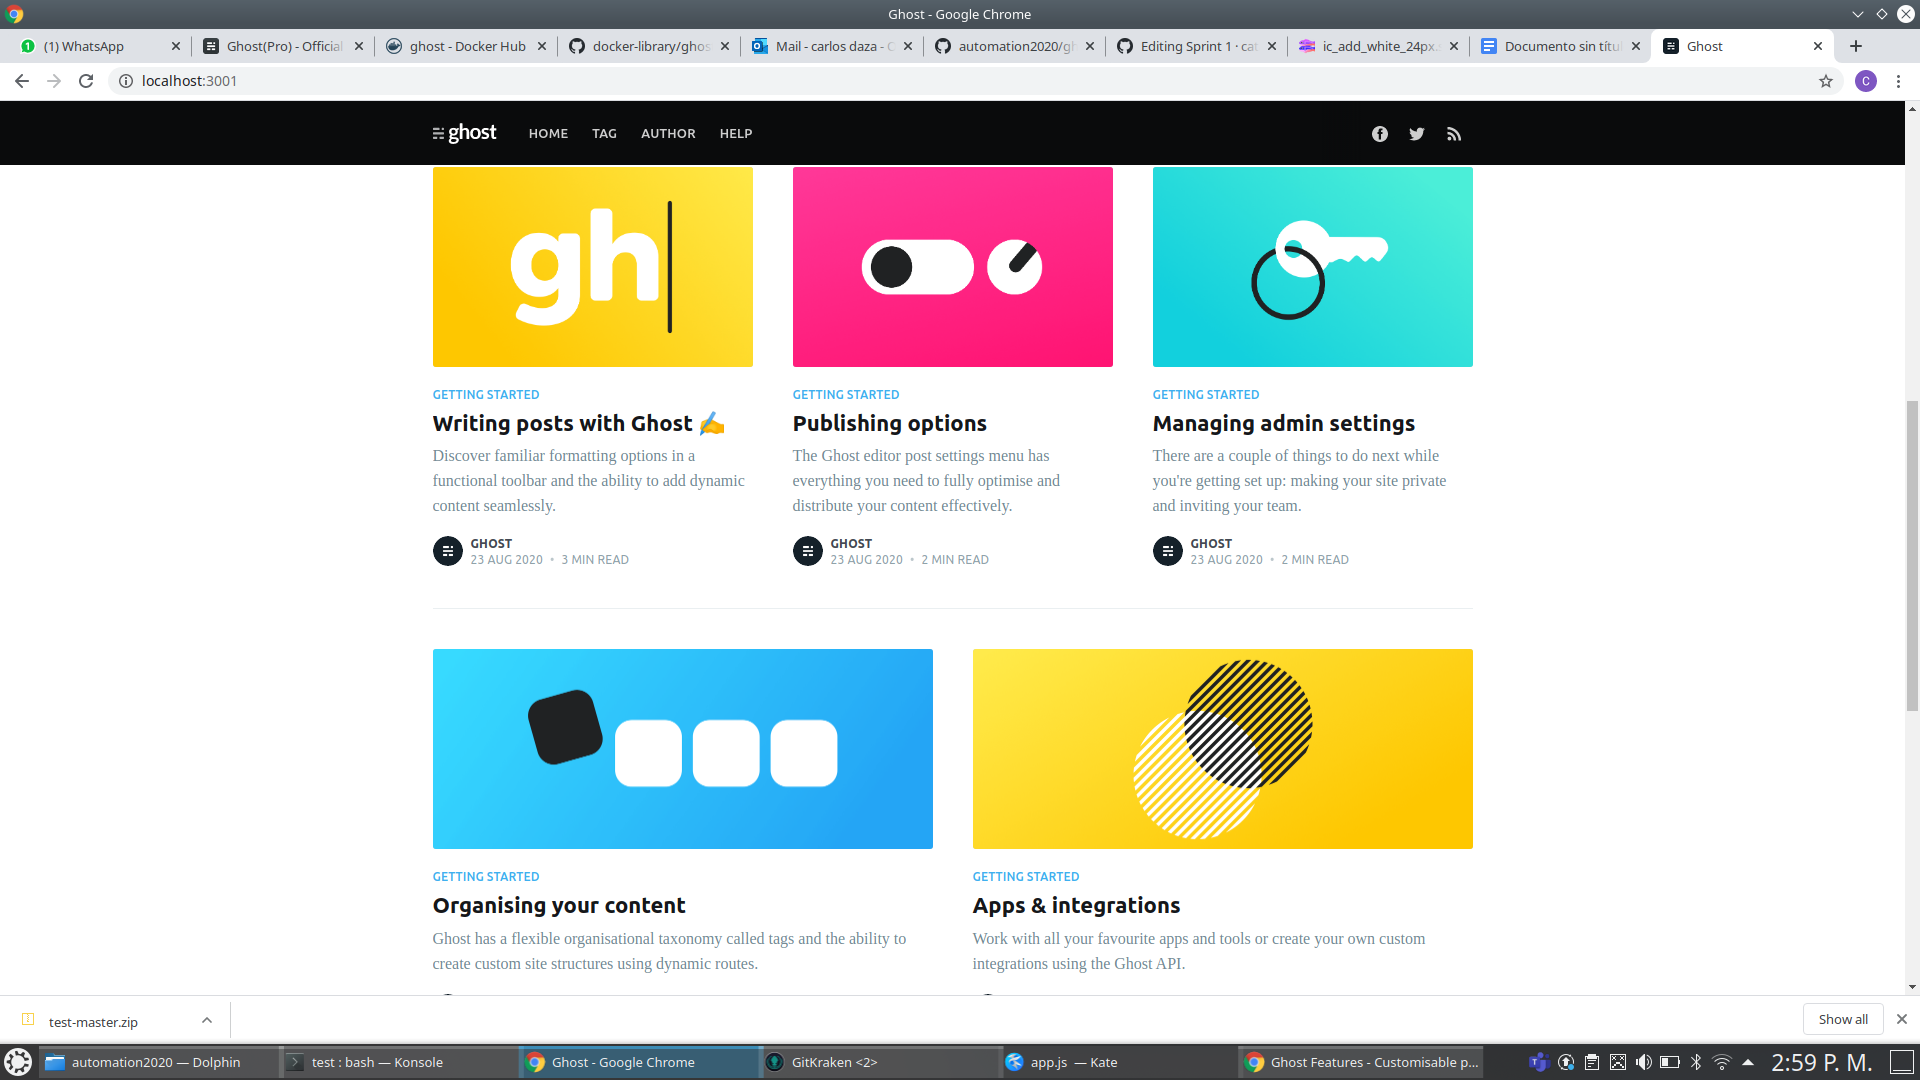 Ghost - Google Chrome
(1) WhatsApp
Ghost(Pro) - Official
ghost - Docker Hub
docker-library/ghos
Mail - carlos daza - O
automation2020/gh
Editing Sprint 1 · cat
ic_add_white_24px.
Documento sin títul
Ghost
localhost:3001
C
ghost
HOME
TAG
AUTHOR
HELP
gh
GETTING STARTED
Writing posts with Ghost ✍️
Discover familiar formatting options in a
functional toolbar and the ability to add dynamic
content seamlessly.
GHOST
23 AUG 2020 • 3 MIN READ
GETTING STARTED
Publishing options
The Ghost editor post settings menu has
everything you need to fully optimise and
distribute your content effectively.
GHOST
23 AUG 2020 • 2 MIN READ
GETTING STARTED
Managing admin settings
There are a couple of things to do next while
you're getting set up: making your site private
and inviting your team.
GHOST
23 AUG 2020 • 2 MIN READ
GETTING STARTED
Organising your content
Ghost has a flexible organisational taxonomy called tags and the ability to
create custom site structures using dynamic routes.
GETTING STARTED
Apps & integrations
Work with all your favourite apps and tools or create your own custom
integrations using the Ghost API.
test-master.zip
Show all
automation2020 — Dolphin
test : bash — Konsole
Ghost - Google Chrome
GitKraken <2>
app.js — Kate
Ghost Features - Customisable p...
2:59 P. M.